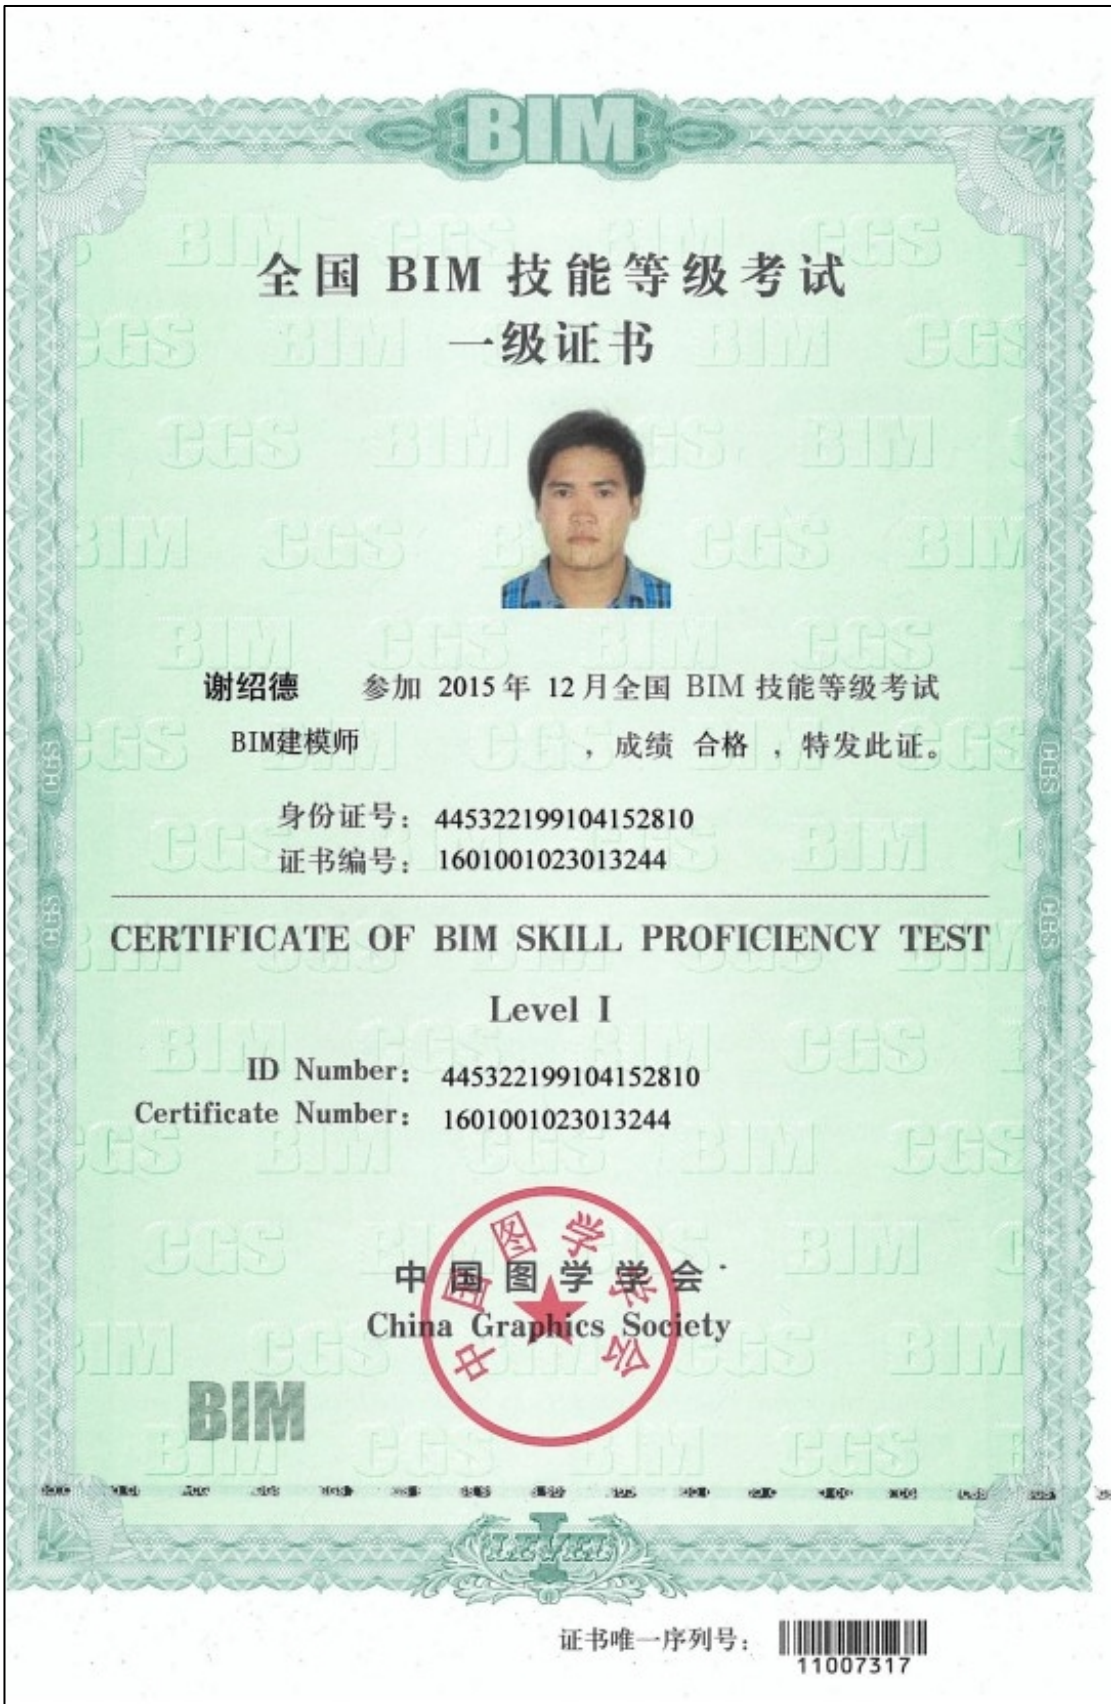 BIM
全国 BIM 技能等级考试
一级证书
谢绍德 参加 2015 年 12 月全国 BIM 技能等级考试
BIM建模师 ，成绩 合格 ，特发此证。
身份证号： 445322199104152810
证书编号： 1601001023013244
CERTIFICATE OF BIM SKILL PROFICIENCY TEST
Level I
ID Number: 445322199104152810
Certificate Number: 1601001023013244
中国图学学会
中国图学学会
China Graphics Society
BIM
LEVEL I
证书唯一序列号：
11007317